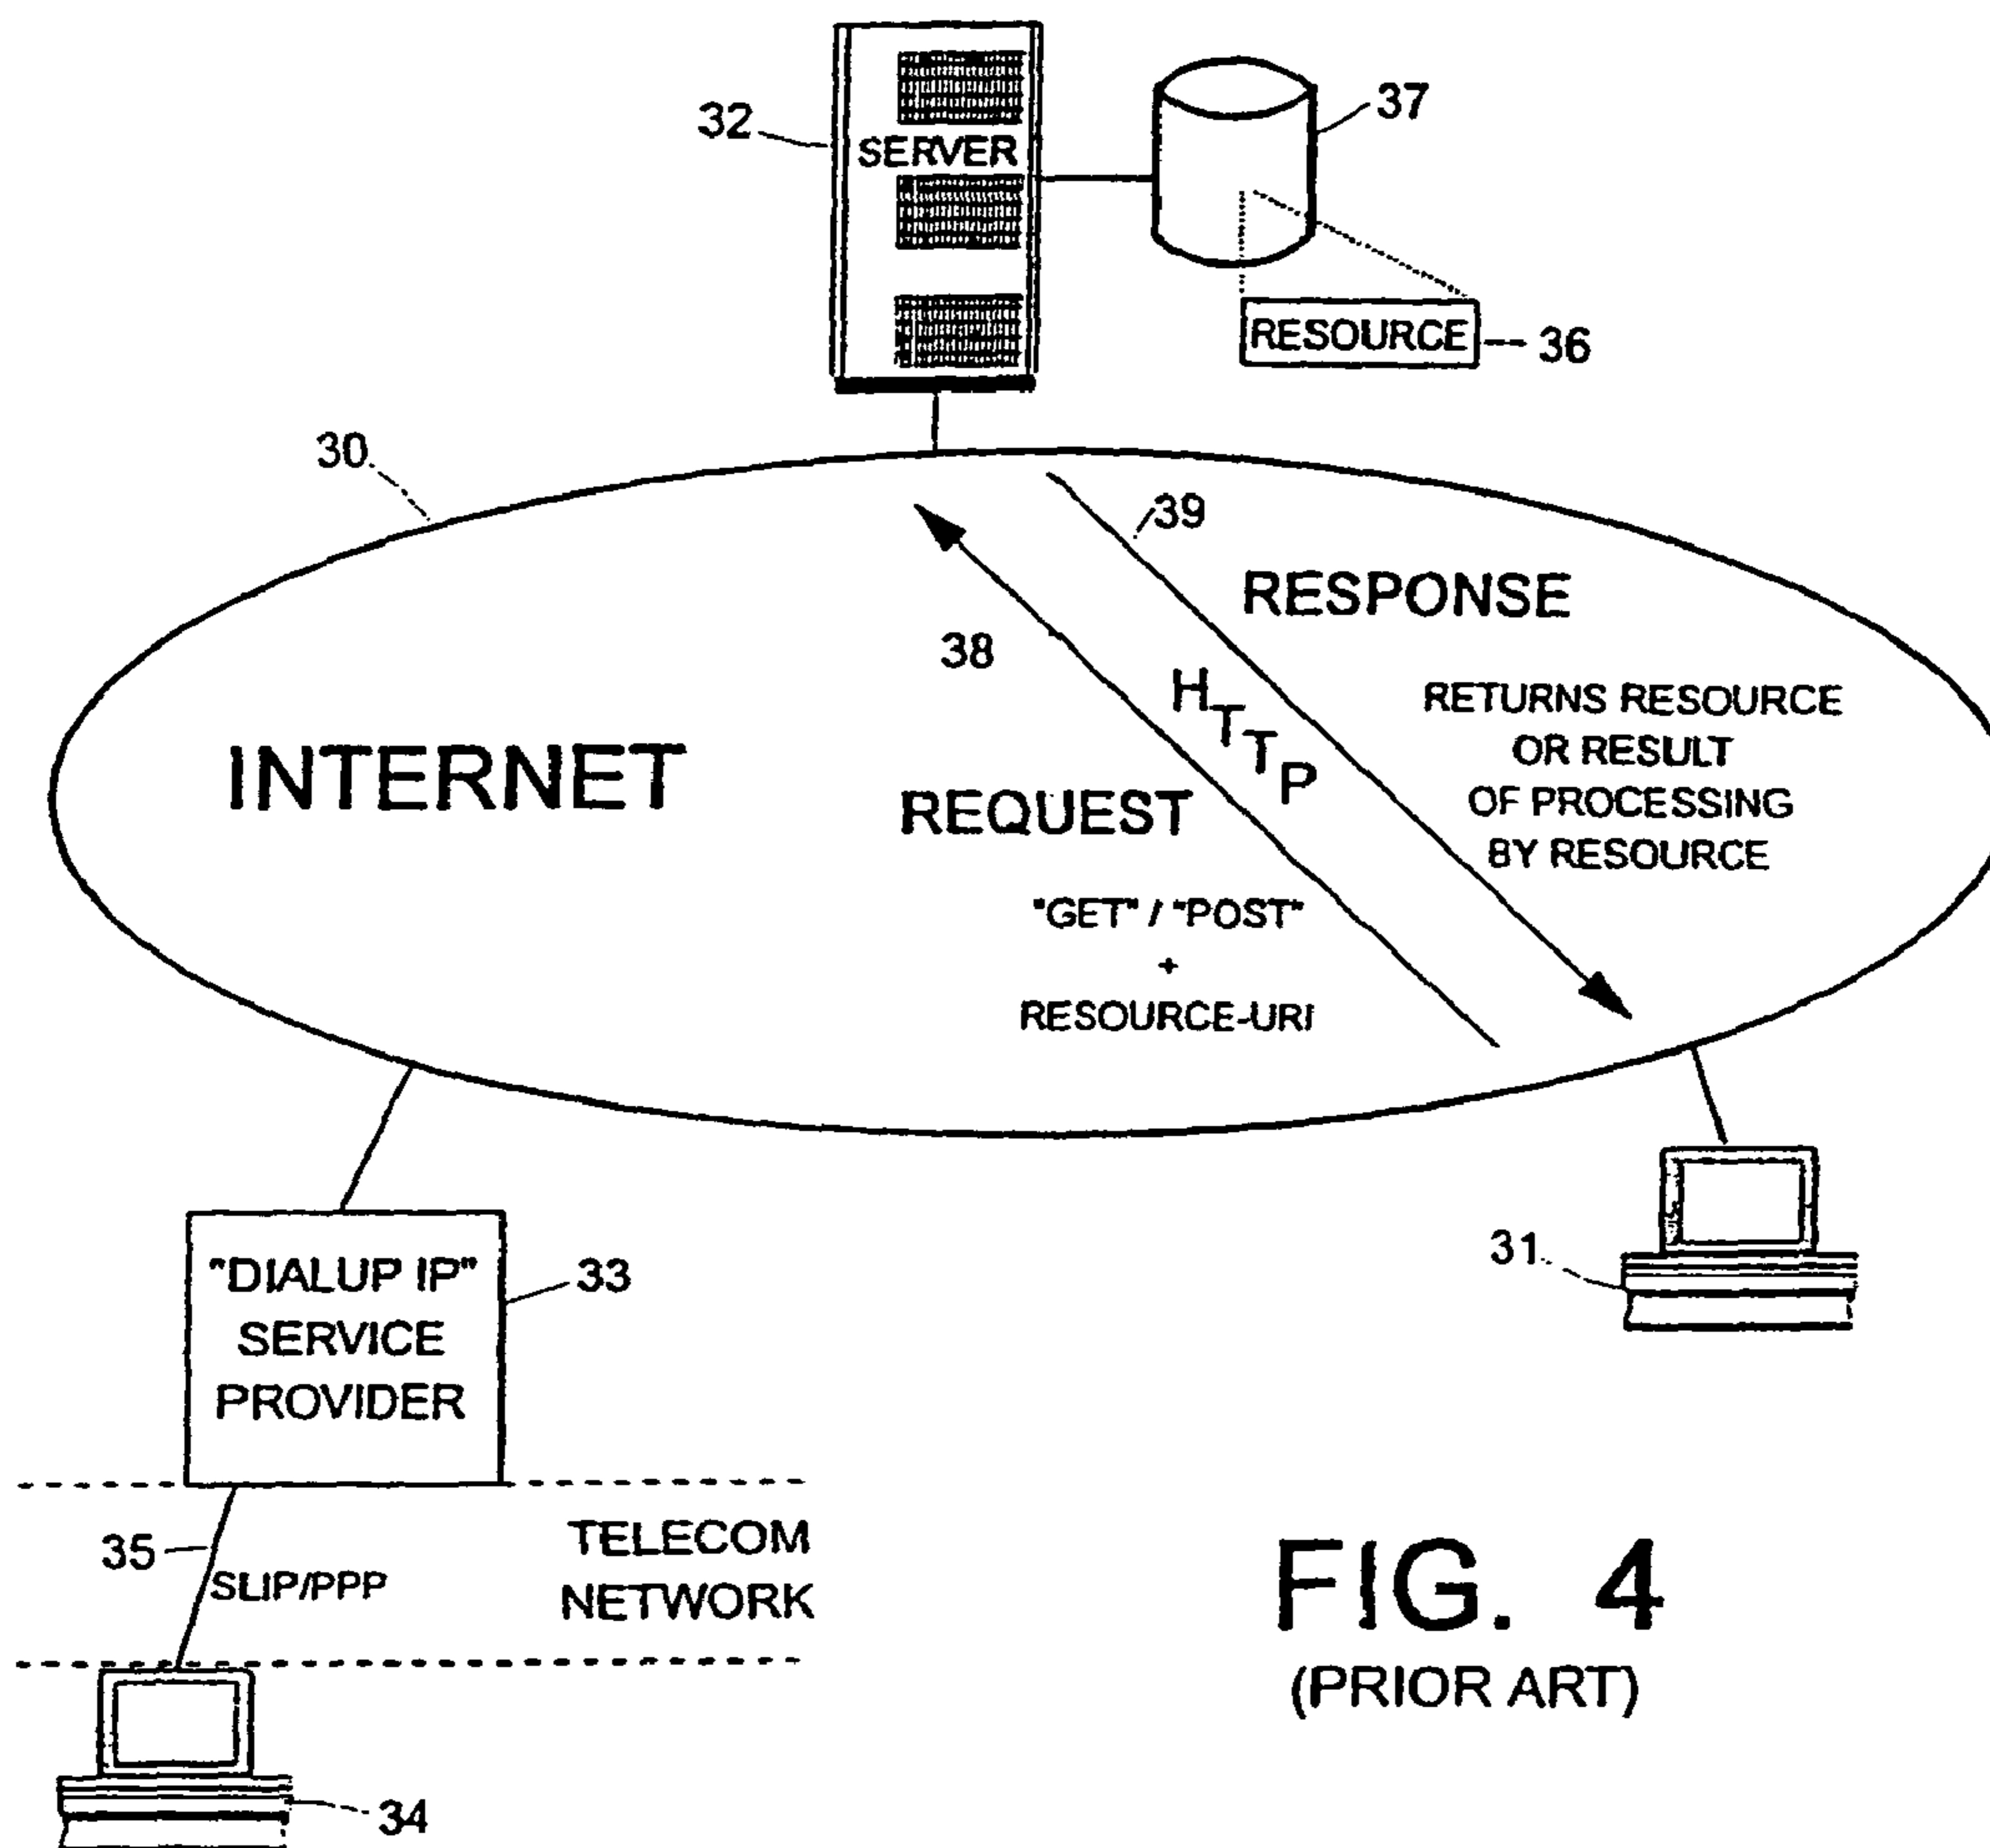 32
SERVER
37
RESOURCE
36
30
39
RESPONSE
38
HTTP
RETURNS RESOURCE
OR RESULT
OF PROCESSING
BY RESOURCE
INTERNET
REQUEST
"GET" / "POST"
+
RESOURCE-URI
"DIALUP IP"
SERVICE
PROVIDER
33
31
35
SLIP/PPP
TELECOM
NETWORK
34
FIG. 4
(PRIOR ART)